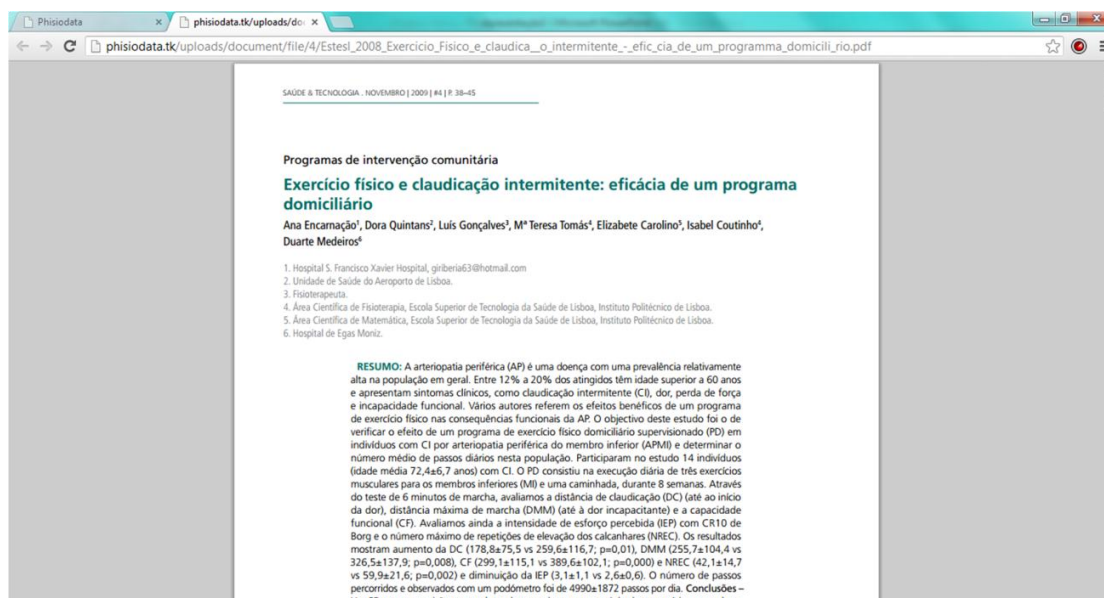 Phisiodata
phisiodata.tk/uploads/do
phisiodata.tk/uploads/document/file/4/Estesl_2008_Exercicio_Fisico_e_claudica__o_intermitente_-_efic_cia_de_um_programma_domicili_rio.pdf
SAÚDE & TECNOLOGIA . NOVEMBRO | 2009 | #4 | P. 38–45
Programas de intervenção comunitária
Exercício físico e claudicação intermitente: eficácia de um programa
domiciliário
Ana Encarnação¹, Dora Quintans², Luís Gonçalves³, Mª Teresa Tomás⁴, Elizabete Carolino⁵, Isabel Coutinho⁴,
Duarte Medeiros⁶
1. Hospital S. Francisco Xavier Hospital, giriberia63@hotmail.com
2. Unidade de Saúde do Aeroporto de Lisboa.
3. Fisioterapeuta.
4. Área Científica de Fisioterapia, Escola Superior de Tecnologia da Saúde de Lisboa, Instituto Politécnico de Lisboa.
5. Área Científica de Matemática, Escola Superior de Tecnologia da Saúde de Lisboa, Instituto Politécnico de Lisboa.
6. Hospital de Egas Moniz.
RESUMO: A arteriopatia periférica (AP) é uma doença com uma prevalência relativamente
alta na população em geral. Entre 12% a 20% dos atingidos têm idade superior a 60 anos
e apresentam sintomas clínicos, como claudicação intermitente (CI), dor, perda de força
e incapacidade funcional. Vários autores referem os efeitos benéficos de um programa
de exercício físico nas consequências funcionais da AP. O objectivo deste estudo foi o de
verificar o efeito de um programa de exercício físico domiciliário supervisionado (PD) em
indivíduos com CI por arteriopatia periférica do membro inferior (APMI) e determinar o
número médio de passos diários nesta população. Participaram no estudo 14 indivíduos
(idade média 72,4±6,7 anos) com CI. O PD consistiu na execução diária de três exercícios
musculares para os membros inferiores (MI) e uma caminhada, durante 8 semanas. Através
do teste de 6 minutos de marcha, avaliamos a distância de claudicação (DC) (até ao início
da dor), distância máxima de marcha (DMM) (até à dor incapacitante) e a capacidade
funcional (CF). Avaliamos ainda a intensidade de esforço percebida (IEP) com CR10 de
Borg e o número máximo de repetições de elevação dos calcanhares (NREC). Os resultados
mostram aumento da DC (178,8±75,5 vs 259,6±116,7; p=0,01), DMM (255,7±104,4 vs
326,5±137,9; p=0,008), CF (299,1±115,1 vs 389,6±102,1; p=0,000) e NREC (42,1±14,7
vs 59,9±21,6; p=0,002) e diminuição da IEP (3,1±1,1 vs 2,6±0,6). O número de passos
percorridos e observados com um podómetro foi de 4990±1872 passos por dia. Conclusões –